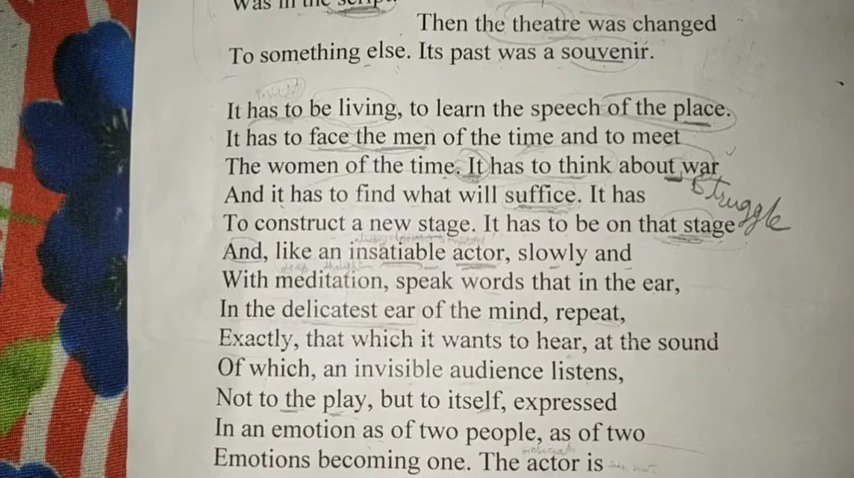 was in the script.
Then the theatre was changed
To something else. Its past was a souvenir.
It has to be living, to learn the speech of the place.
It has to face the men of the time and to meet
The women of the time. It has to think about war
And it has to find what will suffice. It has
struggle
To construct a new stage. It has to be on that stage
And, like an insatiable actor, slowly and
With meditation, speak words that in the ear,
In the delicatest ear of the mind, repeat,
Exactly, that which it wants to hear, at the sound
Of which, an invisible audience listens,
Not to the play, but to itself, expressed
In an emotion as of two people, as of two
Emotions becoming one. The actor is